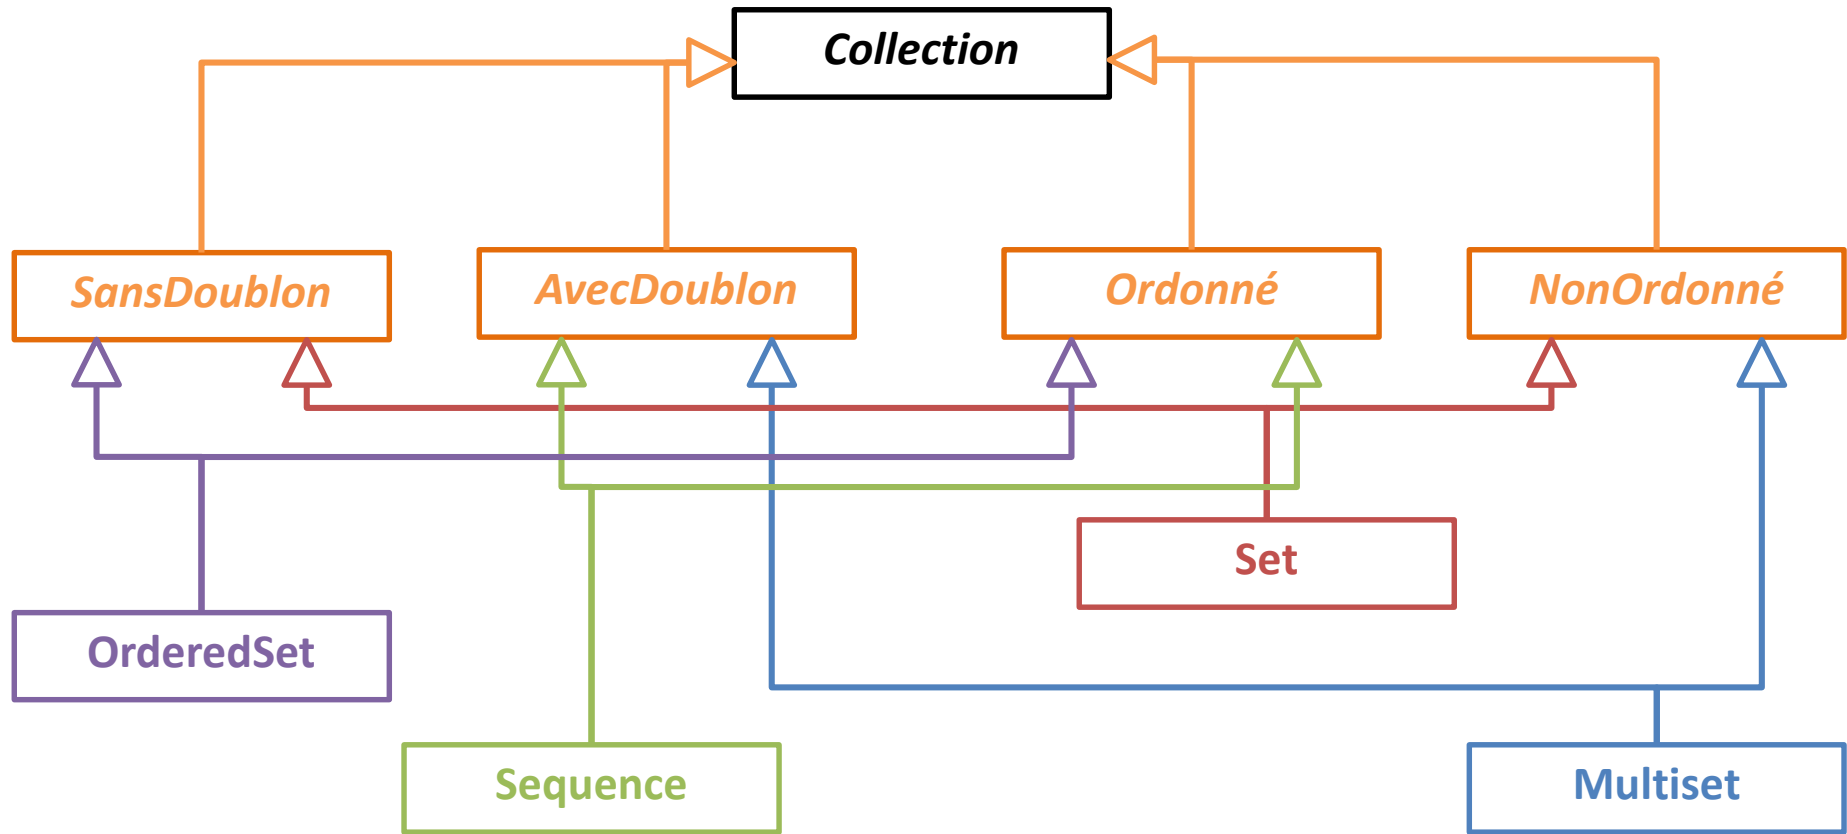 Collection
SansDoublon
AvecDoublon
Ordonné
NonOrdonné
Set
OrderedSet
Sequence
Multiset